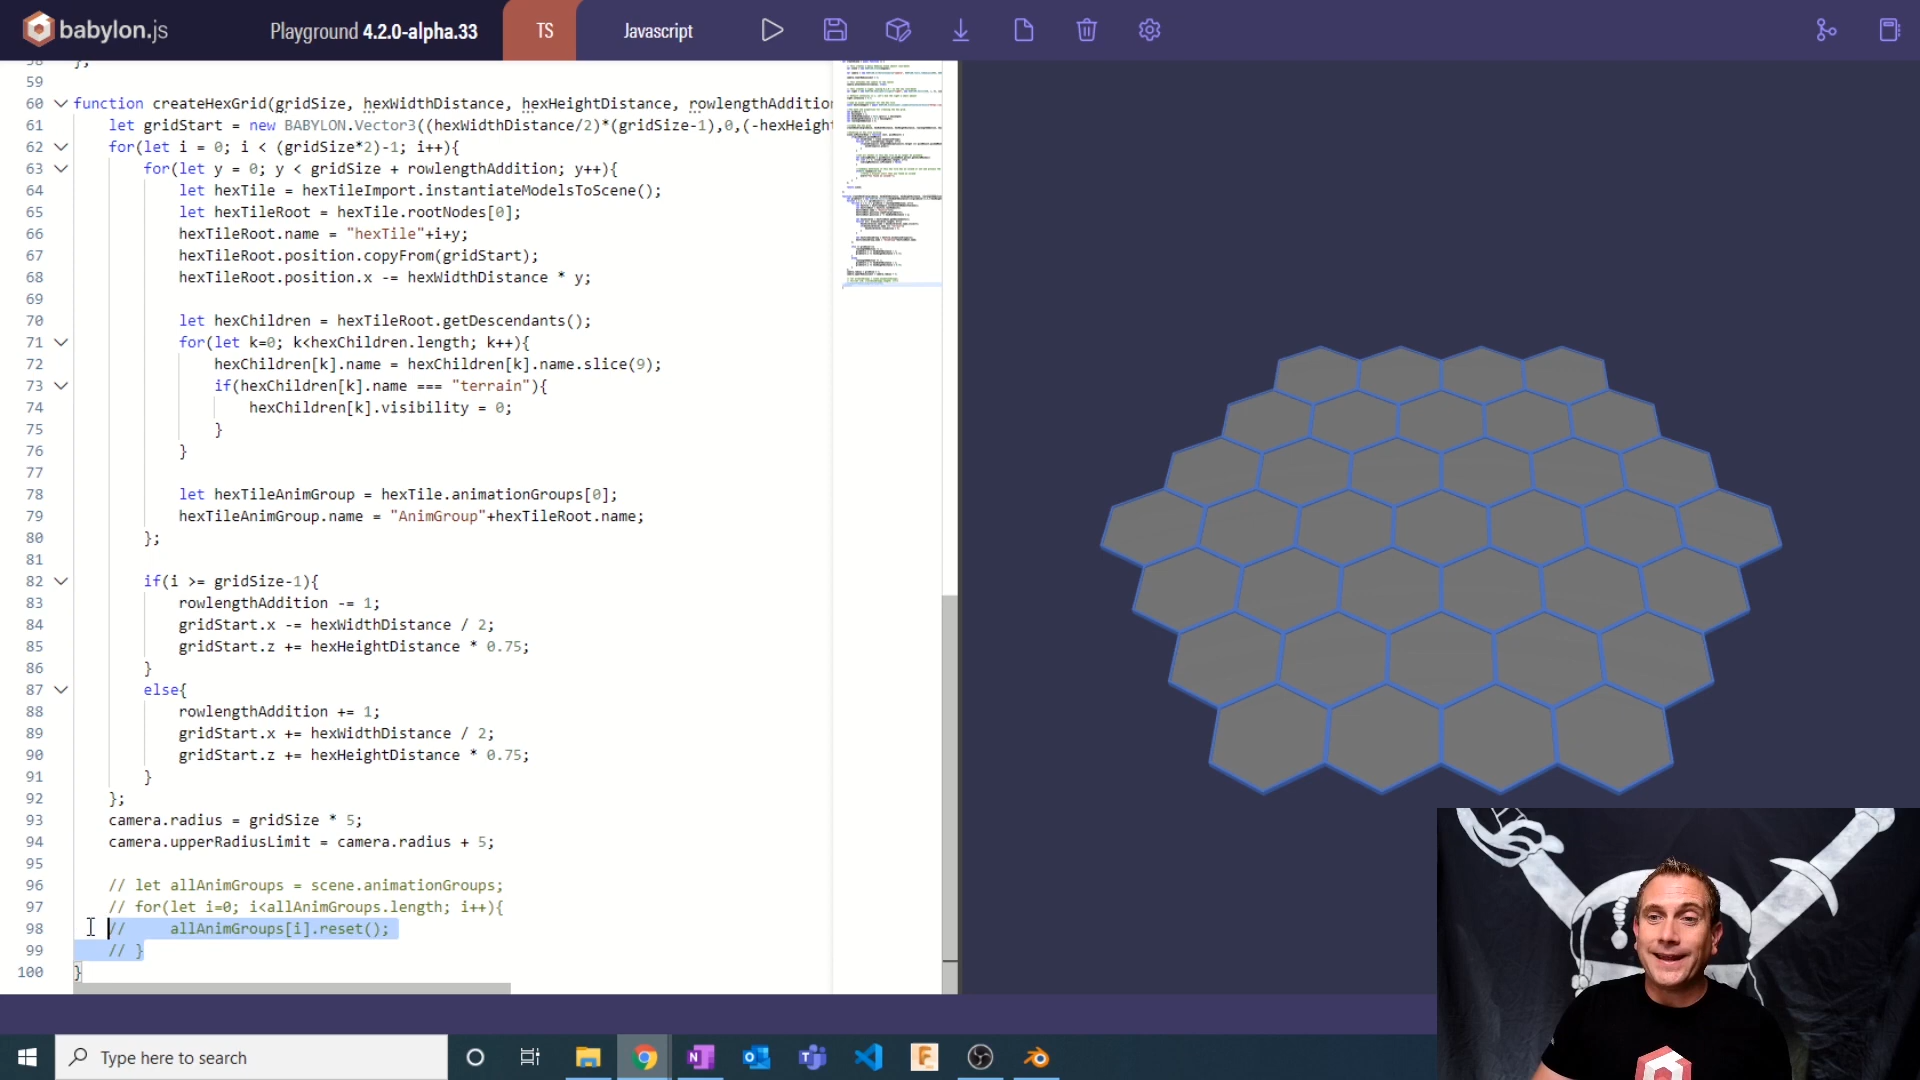 babylon.js
Playground 4.2.0-alpha.33
TS
Javascript
58 };
59
60 function createHexGrid(gridSize, hexWidthDistance, hexHeightDistance, rowlengthAddition
61 let gridStart = new BABYLON.Vector3((hexWidthDistance/2)*(gridSize-1),0,(-hexHeight
62 for(let i = 0; i < (gridSize*2)-1; i++){
63 for(let y = 0; y < gridSize + rowlengthAddition; y++){
64 let hexTile = hexTileImport.instantiateModelsToScene();
65 let hexTileRoot = hexTile.rootNodes[0];
66 hexTileRoot.name = "hexTile"+i+y;
67 hexTileRoot.position.copyFrom(gridStart);
68 hexTileRoot.position.x -= hexWidthDistance * y;
69
70 let hexChildren = hexTileRoot.getDescendants();
71 for(let k=0; k<hexChildren.length; k++){
72 hexChildren[k].name = hexChildren[k].name.slice(9);
73 if(hexChildren[k].name === "terrain"){
74 hexChildren[k].visibility = 0;
75 }
76 }
77
78 let hexTileAnimGroup = hexTile.animationGroups[0];
79 hexTileAnimGroup.name = "AnimGroup"+hexTileRoot.name;
80 };
81
82 if(i >= gridSize-1){
83 rowlengthAddition -= 1;
84 gridStart.x -= hexWidthDistance / 2;
85 gridStart.z += hexHeightDistance * 0.75;
86 }
87 else{
88 rowlengthAddition += 1;
89 gridStart.x += hexWidthDistance / 2;
90 gridStart.z += hexHeightDistance * 0.75;
91 }
92 };
93 camera.radius = gridSize * 5;
94 camera.upperRadiusLimit = camera.radius + 5;
95
96 // let allAnimGroups = scene.animationGroups;
97 // for(let i=0; i<allAnimGroups.length; i++){
98 // allAnimGroups[i].reset();
99 // }
100 }
Type here to search